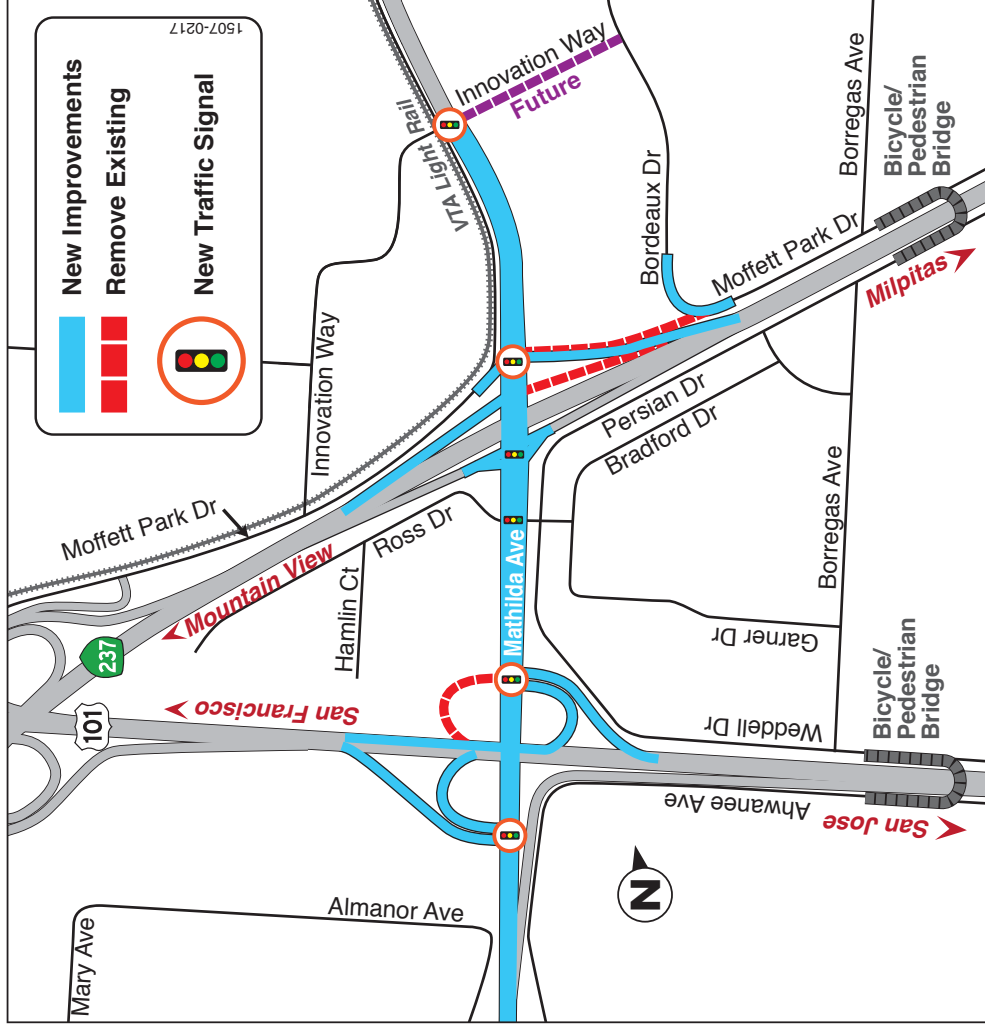 New Improvements
Remove Existing
New Traffic Signal
1507-0217
Innovation Way
Future
VTA Light Rail
Innovation Way
Borregas Ave
Bicycle/
Pedestrian
Bridge
Bordeaux Dr
Moffett Park Dr
Milpitas
Moffett Park Dr
Mountain View
Ross Dr
Hamlin Ct
Persian Dr
Bradford Dr
Borregas Ave
Mathilda Ave
Garner Dr
Weddell Dr
Bicycle/
Pedestrian
Bridge
237
101
San Francisco
Ahwanee Ave
San Jose
N
Almanor Ave
Mary Ave